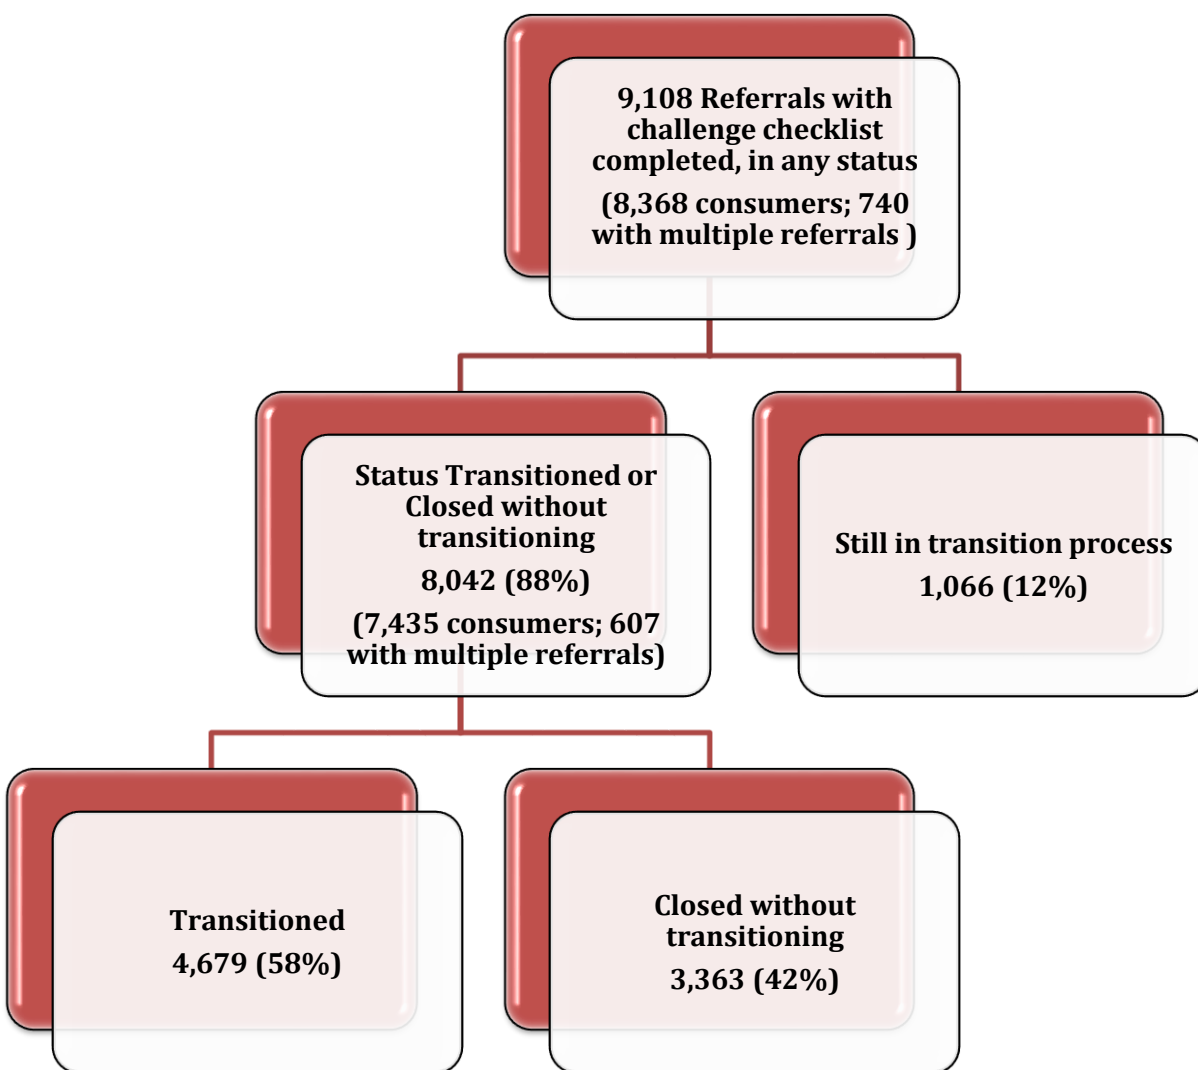 9,108 Referrals with
challenge checklist
completed, in any status
(8,368 consumers; 740
with multiple referrals )
Status Transitioned or
Closed without
transitioning
8,042 (88%)
(7,435 consumers; 607
with multiple referrals)
Still in transition process
1,066 (12%)
Transitioned
4,679 (58%)
Closed without
transitioning
3,363 (42%)